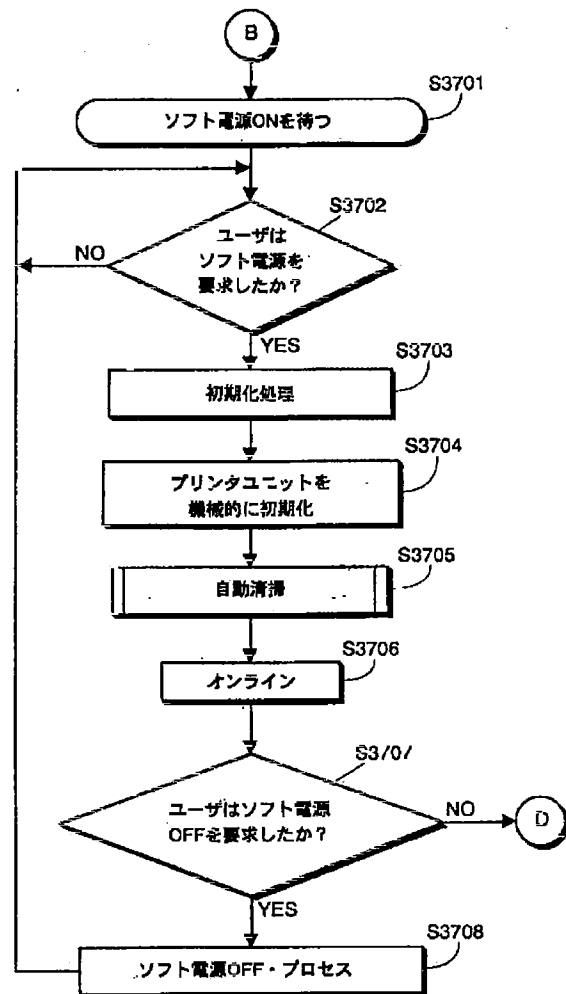 B
S3701
ソフト電源ONを待つ
S3702
ユーザは
ソフト電源を
要求したか？
NO
YES
S3703
初期化処理
S3704
プリンタユニットを
機械的に初期化
S3705
自動清掃
S3706
オンライン
S3707
ユーザはソフト電源
OFFを要求したか？
NO
D
YES
S3708
ソフト電源OFF・プロセス